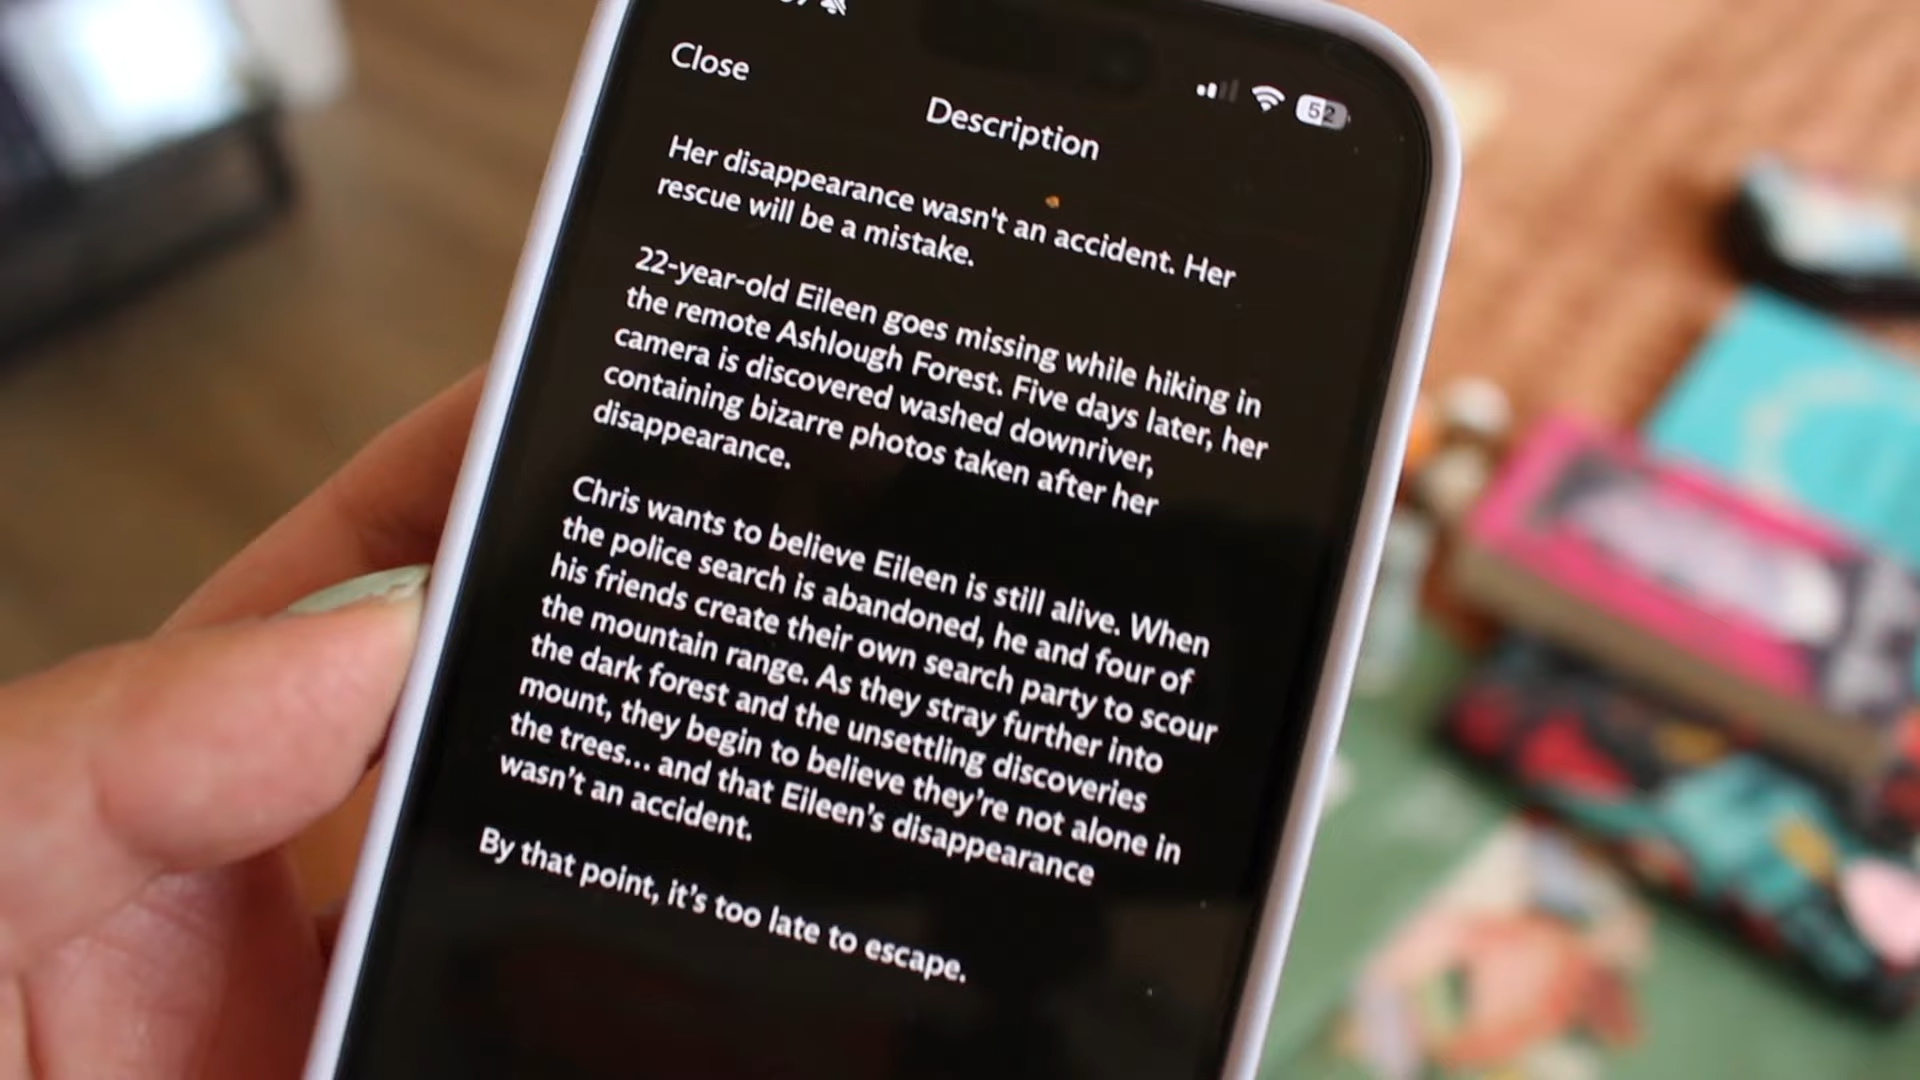 Close
52
Description
Her disappearance wasn't an accident. Her
rescue will be a mistake.
22-year-old Eileen goes missing while hiking in
the remote Ashlough Forest. Five days later, her
camera is discovered washed downriver,
containing bizarre photos taken after her
disappearance.
Chris wants to believe Eileen is still alive. When
the police search is abandoned, he and four of
his friends create their own search party to scour
the mountain range. As they stray further into
the dark forest and the unsettling discoveries
mount, they begin to believe they're not alone in
the trees... and that Eileen's disappearance
wasn't an accident.
By that point, it's too late to escape.